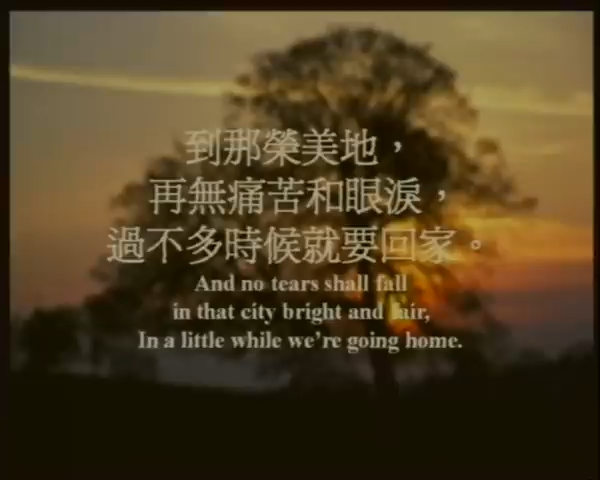 到那榮美地，
再無痛苦和眼淚，
過不多時候就要回家。
And no tears shall fall
in that city bright and fair,
In a little while we're going home.